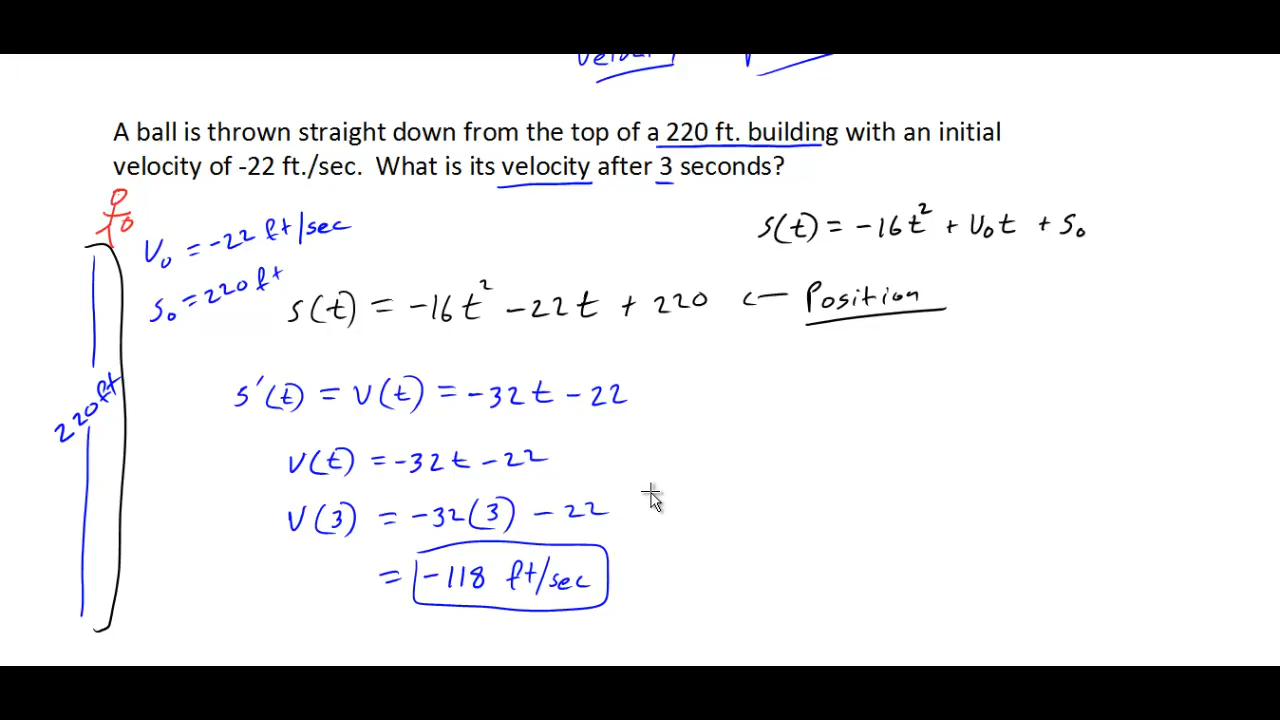 A ball is thrown straight down from the top of a 220 ft. building with an initial
velocity of -22 ft./sec. What is its velocity after 3 seconds?
V₀ = -22 ft/sec
s(t) = -16t² + V₀t + S₀
S₀ = 220 ft
s(t) = -16t² - 22t + 220 ← Position
220 ft
s'(t) = v(t) = -32t - 22
v(t) = -32t - 22
v(3) = -32(3) - 22
= -118 ft/sec